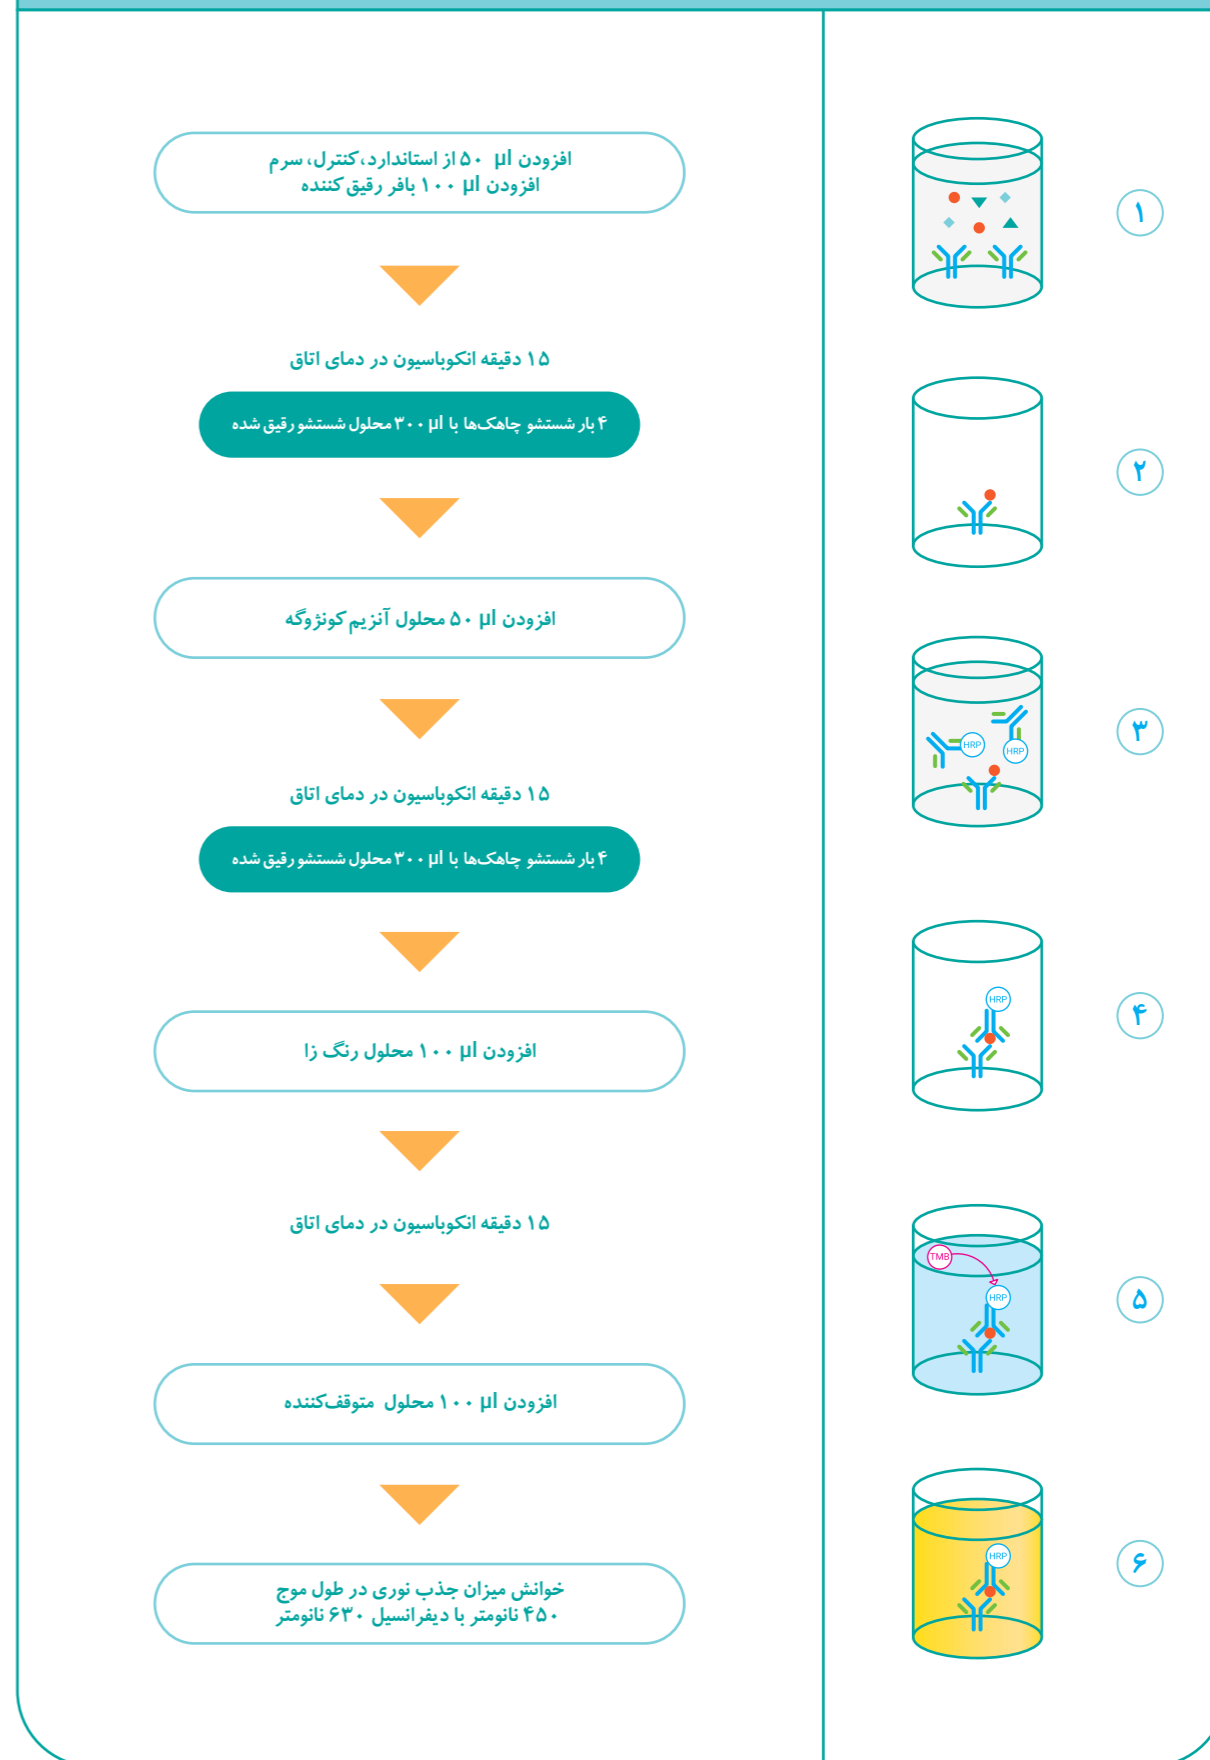 افزودن ۵۰ µl از استاندارد،کنترل، سرم
افزودن ۱۰۰ µl بافر رقیق کننده
۱۵ دقیقه انکوباسیون در دمای اتاق
۴ بار شستشو چاهک‌ها با ۳۰۰ µl محلول شستشو رقیق شده
افزودن ۵۰ µl محلول آنزیم کونژوگه
۱۵ دقیقه انکوباسیون در دمای اتاق
۴ بار شستشو چاهک‌ها با ۳۰۰ µl محلول شستشو رقیق شده
افزودن ۱۰۰ µl محلول رنگ زا
۱۵ دقیقه انکوباسیون در دمای اتاق
افزودن ۱۰۰ µl محلول متوقف‌کننده
خوانش میزان جذب نوری در طول موج
۴۵۰ نانومتر با دیفرانسیل ۶۳۰ نانومتر
۱
۲
۳
HRP
HRP
۴
HRP
۵
TMB
HRP
۶
HRP